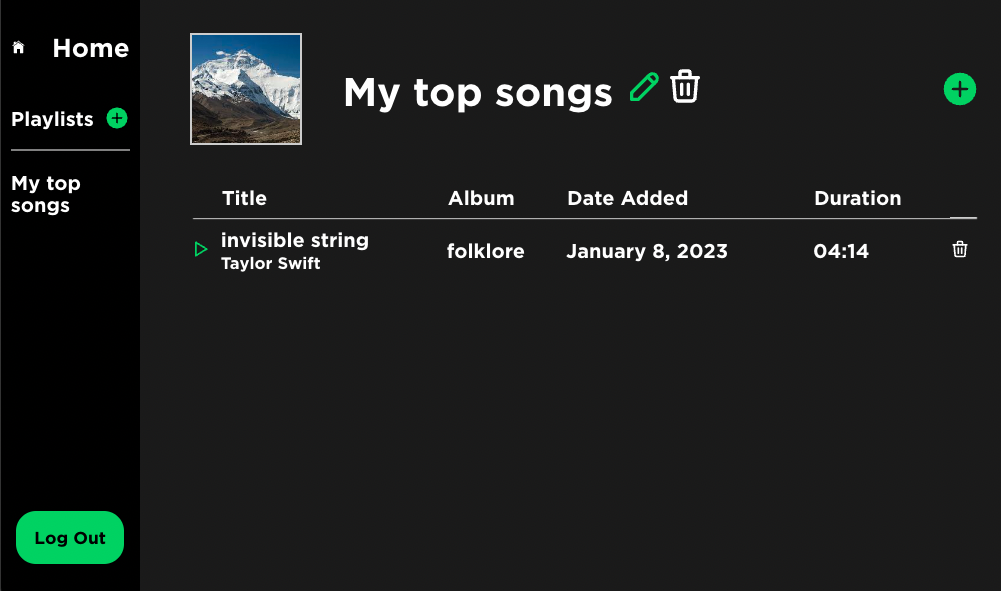 Home
Playlists
My top
songs
Log Out
My top songs
Title Album Date Added Duration
invisible string
Taylor Swift
folklore January 8, 2023 04:14